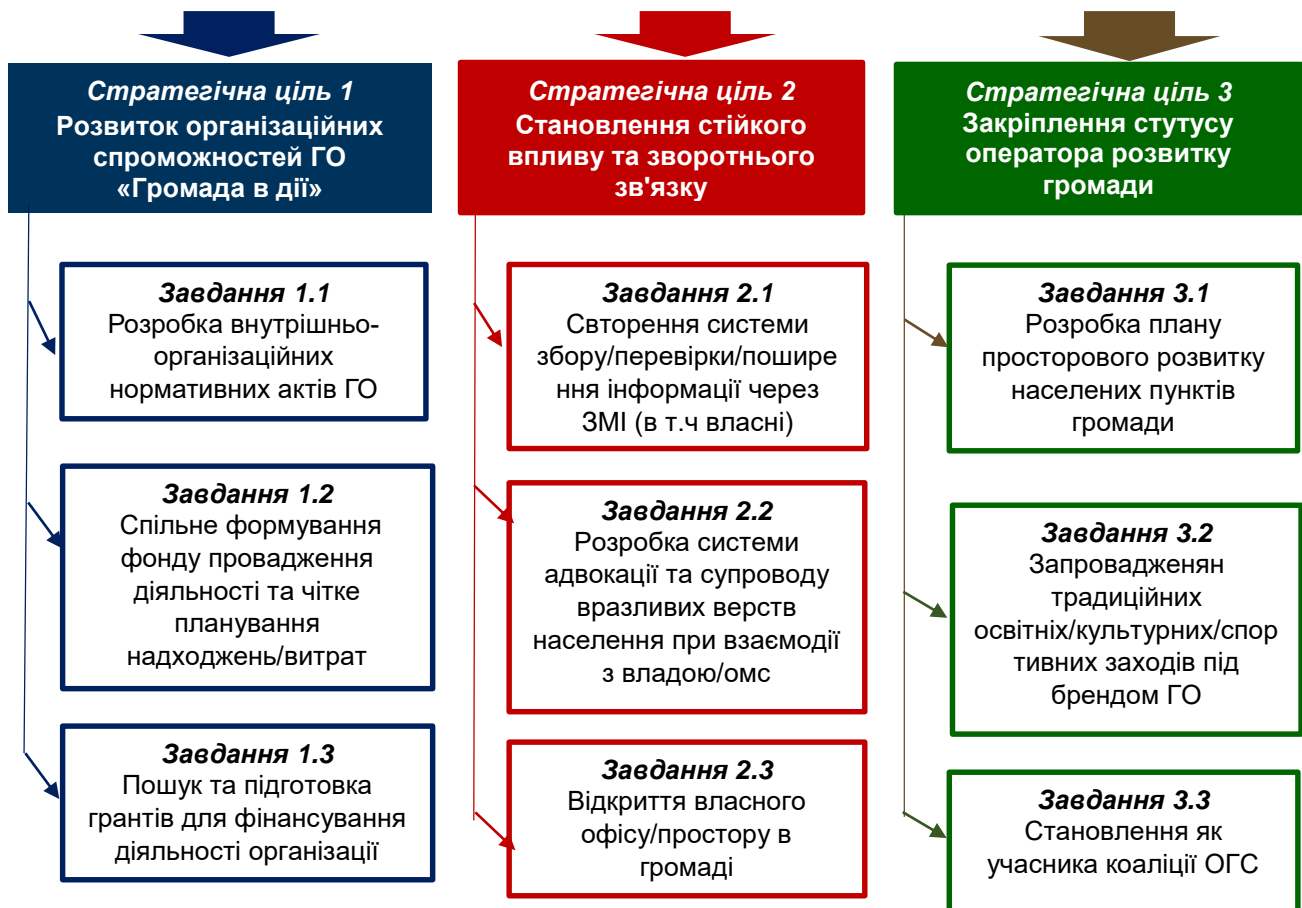 Стратегічна ціль 1
Розвиток організаційних
спроможностей ГО
«Громада в дії»
Завдання 1.1
Розробка внутрішньо-
організаційних
нормативних актів ГО
Завдання 1.2
Спільне формування
фонду провадження
діяльності та чітке
планування
надходжень/витрат
Завдання 1.3
Пошук та підготовка
грантів для фінансування
діяльності організації
Стратегічна ціль 2
Становлення стійкого
впливу та зворотнього
зв'язку
Завдання 2.1
Свторення системи
збору/перевірки/пошире
ння інформації через
ЗМІ (в т.ч власні)
Завдання 2.2
Розробка системи
адвокації та супроводу
вразливих верств
населення при взаємодії
з владою/омс
Завдання 2.3
Відкриття власного
офісу/простору в
громаді
Стратегічна ціль 3
Закріплення стутусу
оператора розвитку
громади
Завдання 3.1
Розробка плану
просторового розвитку
населених пунктів
громади
Завдання 3.2
Запровадженян
традиційних
освітніх/культурних/спор
тивних заходів під
брендом ГО
Завдання 3.3
Становлення як
учасника коаліції ОГС